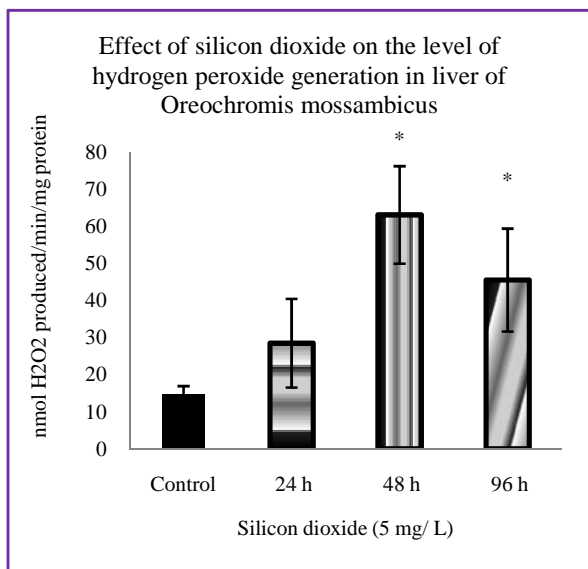 Effect of silicon dioxide on the level of
hydrogen peroxide generation in liver of
Oreochromis mossambicus
nmol H2O2 produced/min/mg protein
80
70
60
50
40
30
20
10
0
*
*
Control 24 h 48 h 96 h
Silicon dioxide (5 mg/ L)